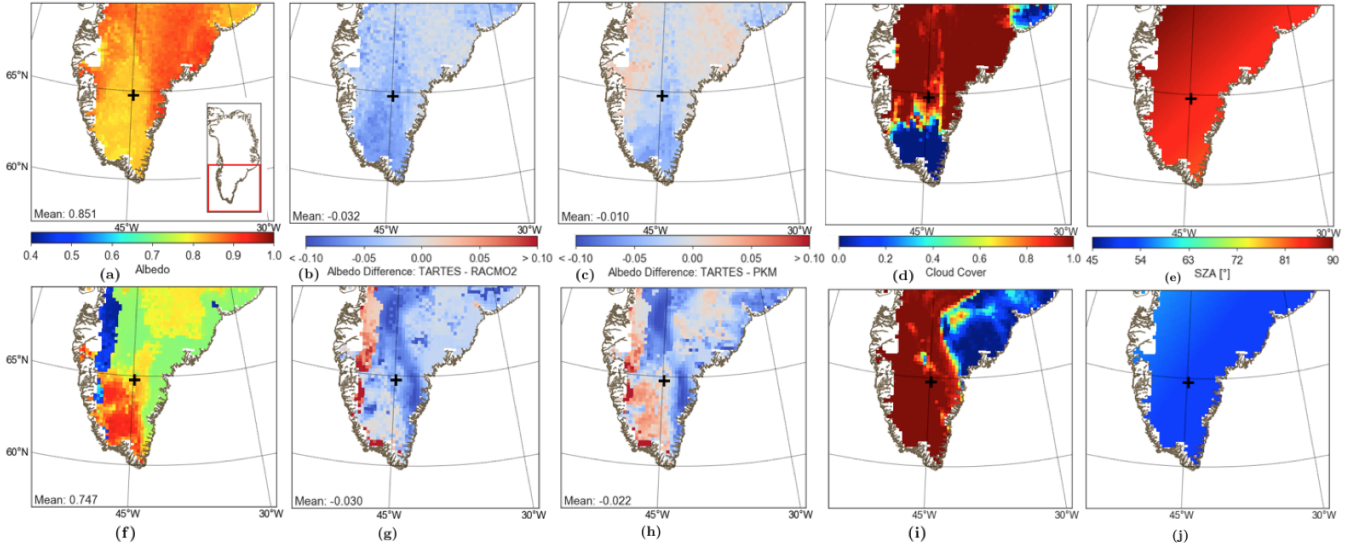 65°N
60°N
Mean: 0.851
Mean: -0.032
Mean: -0.010
45°W
30°W
45°W
30°W
45°W
30°W
45°W
30°W
45°W
30°W
0.4 0.5 0.6 0.7 0.8 0.9 1.0
< -0.10 -0.05 0.00 0.05 > 0.10
< -0.10 -0.05 0.00 0.05 > 0.10
0.0 0.2 0.4 0.6 0.8 1.0
45 54 63 72 81 90
(a) Albedo
(b) Albedo Difference: TARTES - RACMO2
(c) Albedo Difference: TARTES - PKM
(d) Cloud Cover
(e) SZA [°]
65°N
60°N
Mean: 0.747
Mean: -0.030
Mean: -0.022
45°W
30°W
45°W
30°W
45°W
30°W
45°W
30°W
45°W
30°W
(f)
(g)
(h)
(i)
(j)